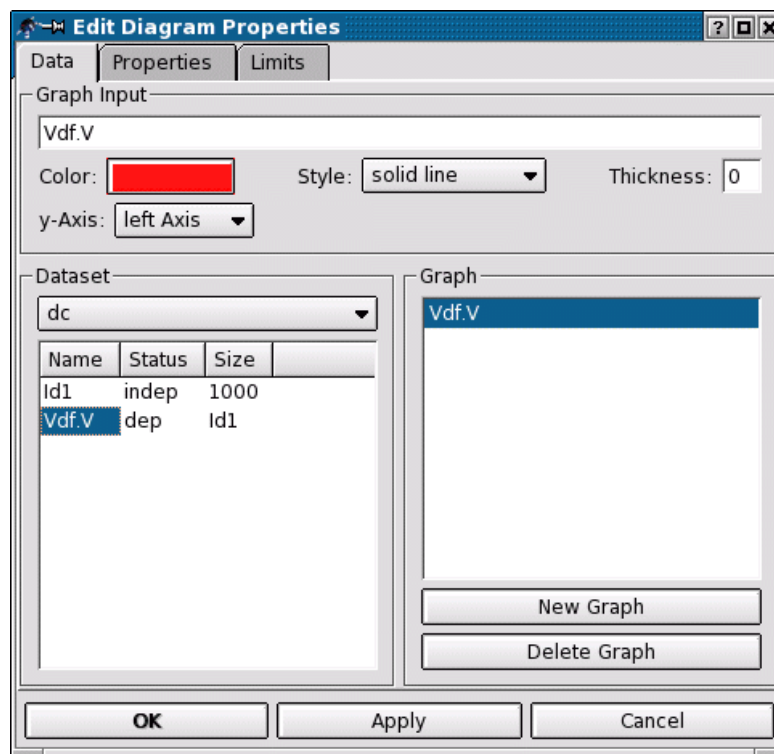 Edit Diagram Properties ?
Data Properties Limits
Graph Input
Vdf.V
Color: Style: solid line Thickness: 0
y-Axis: left Axis
Dataset Graph
dc Vdf.V
Name Status Size
Id1 indep 1000
Vdf.V dep Id1
New Graph
Delete Graph
OK Apply Cancel